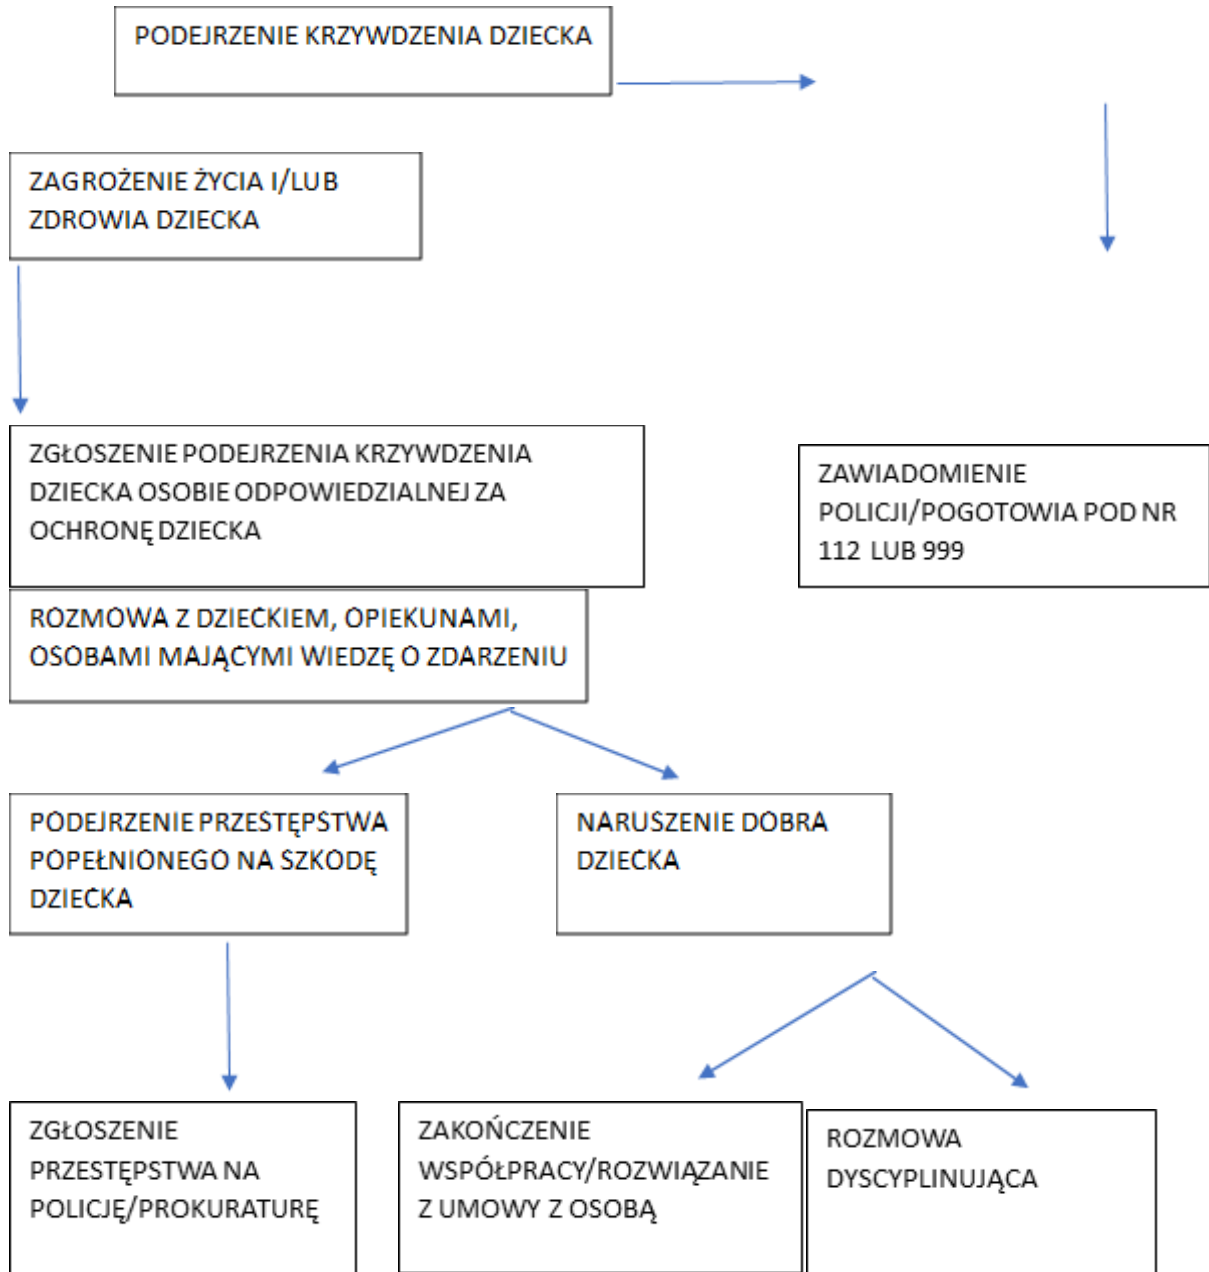 PODEJRZENIE KRZYWDZENIA DZIECKA
ZAGROŻENIE ŻYCIA I/LUB
ZDROWIA DZIECKA
ZGŁOSZENIE PODEJRZENIA KRZYWDZENIA
DZIECKA OSOBIE ODPOWIEDZIALNEJ ZA
OCHRONĘ DZIECKA
ZAWIADOMIENIE
POLICJI/POGOTOWIA POD NR
112 LUB 999
ROZMOWA Z DZIECKIEM, OPIEKUNAMI,
OSOBAMI MAJĄCYMI WIEDZĘ O ZDARZENIU
PODEJRZENIE PRZESTĘPSTWA
POPEŁNIONEGO NA SZKODĘ
DZIECKA
NARUSZENIE DOBRA
DZIECKA
ZGŁOSZENIE
PRZESTĘPSTWA NA
POLICJĘ/PROKURATURĘ
ZAKOŃCZENIE
WSPÓŁPRACY/ROZWIĄZANIE
Z UMOWY Z OSOBĄ
ROZMOWA
DYSCYPLINUJĄCA